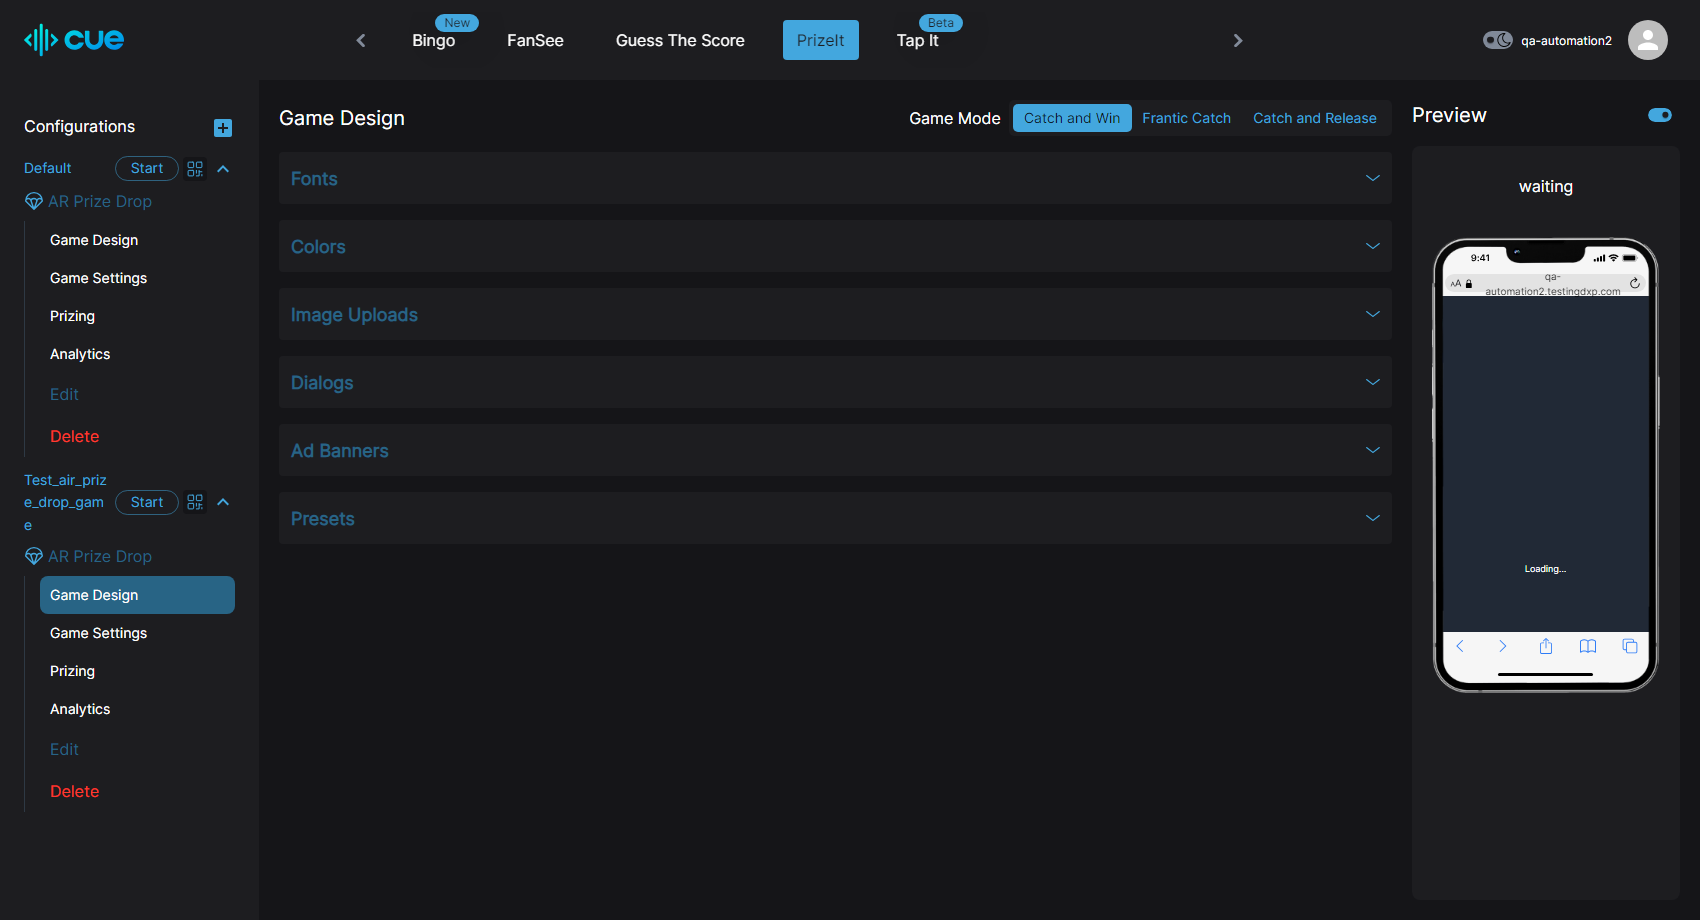 cue
New
Bingo
FanSee
Guess The Score
PrizeIt
Beta
Tap It
qa-automation2
Configurations
Default
Start
AR Prize Drop
Game Design
Game Settings
Prizing
Analytics
Edit
Delete
Test_air_priz
e_drop_gam
e
Start
AR Prize Drop
Game Design
Game Settings
Prizing
Analytics
Edit
Delete
Game Design
Game Mode
Catch and Win
Frantic Catch
Catch and Release
Fonts
Colors
Image Uploads
Dialogs
Ad Banners
Presets
Preview
waiting
9:41
AA
qa-
automation2.testingdxp.com
Loading...